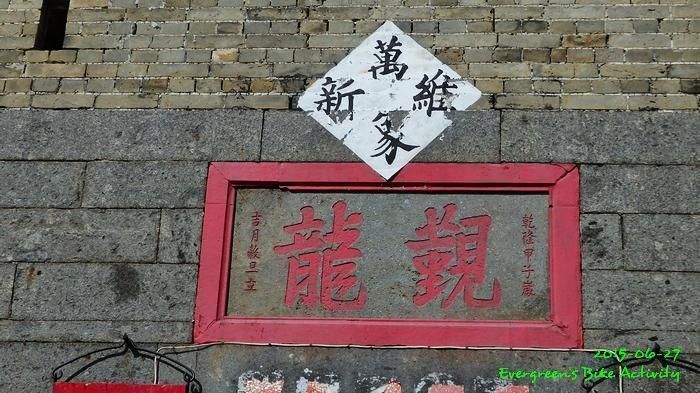 萬象維新
乾隆甲子歲
覲龍
吉月穀旦立
2015-06-27
Evergreen's Bike Activity